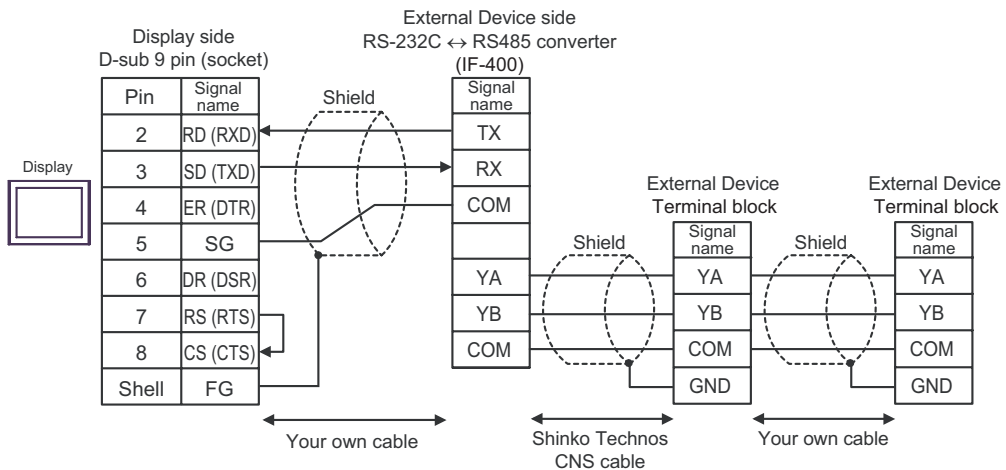 External Device side
RS-232C ↔ RS485 converter
(IF-400)
Display side
D-sub 9 pin (socket)
Pin
Signal name
2
RD (RXD)
3
SD (TXD)
4
ER (DTR)
5
SG
6
DR (DSR)
7
RS (RTS)
8
CS (CTS)
Shell
FG
Display
Shield
Signal name
TX
RX
COM
YA
YB
COM
Shield
External Device
Terminal block
Signal name
YA
YB
COM
GND
Shield
External Device
Terminal block
Signal name
YA
YB
COM
GND
Your own cable
Shinko Technos
CNS cable
Your own cable